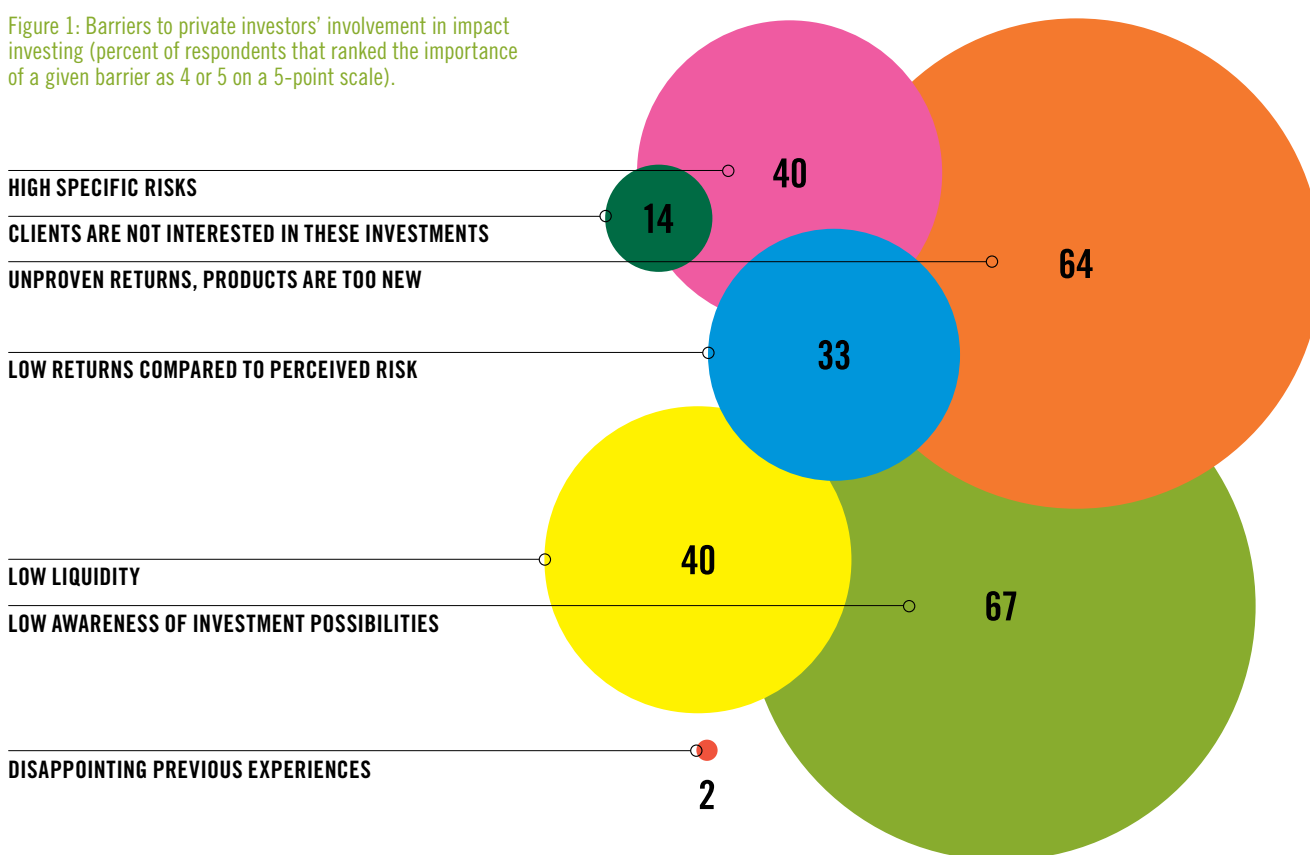 Figure 1: Barriers to private investors’ involvement in impact
investing (percent of respondents that ranked the importance
of a given barrier as 4 or 5 on a 5-point scale).
40
HIGH SPECIFIC RISKS
14
CLIENTS ARE NOT INTERESTED IN THESE INVESTMENTS
64
UNPROVEN RETURNS, PRODUCTS ARE TOO NEW
33
LOW RETURNS COMPARED TO PERCEIVED RISK
40
LOW LIQUIDITY
67
LOW AWARENESS OF INVESTMENT POSSIBILITIES
DISAPPOINTING PREVIOUS EXPERIENCES
2